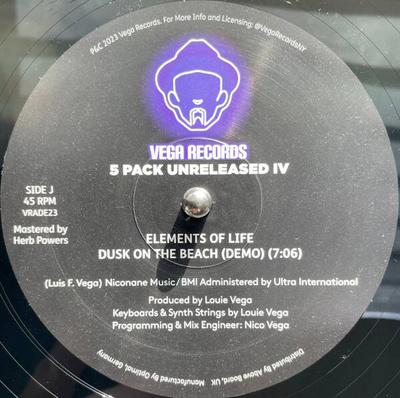 P&C 2023 Vega Records. For More Info and Licensing: @VegaRecordsNY
VEGA RECORDS
5 PACK UNRELEASED IV
SIDE J
45 RPM
VRADE23
Mastered by
Herb Powers
ELEMENTS OF LIFE
DUSK ON THE BEACH (DEMO) (7:06)
(Luis F. Vega) Niconane Music/BMI Administered by Ultra International
Produced by Louie Vega
Keyboards & Synth Strings by Louie Vega
Programming & Mix Engineer: Nico Vega
Distributed By Above Board, UK Manufactured By Optimal, Germany